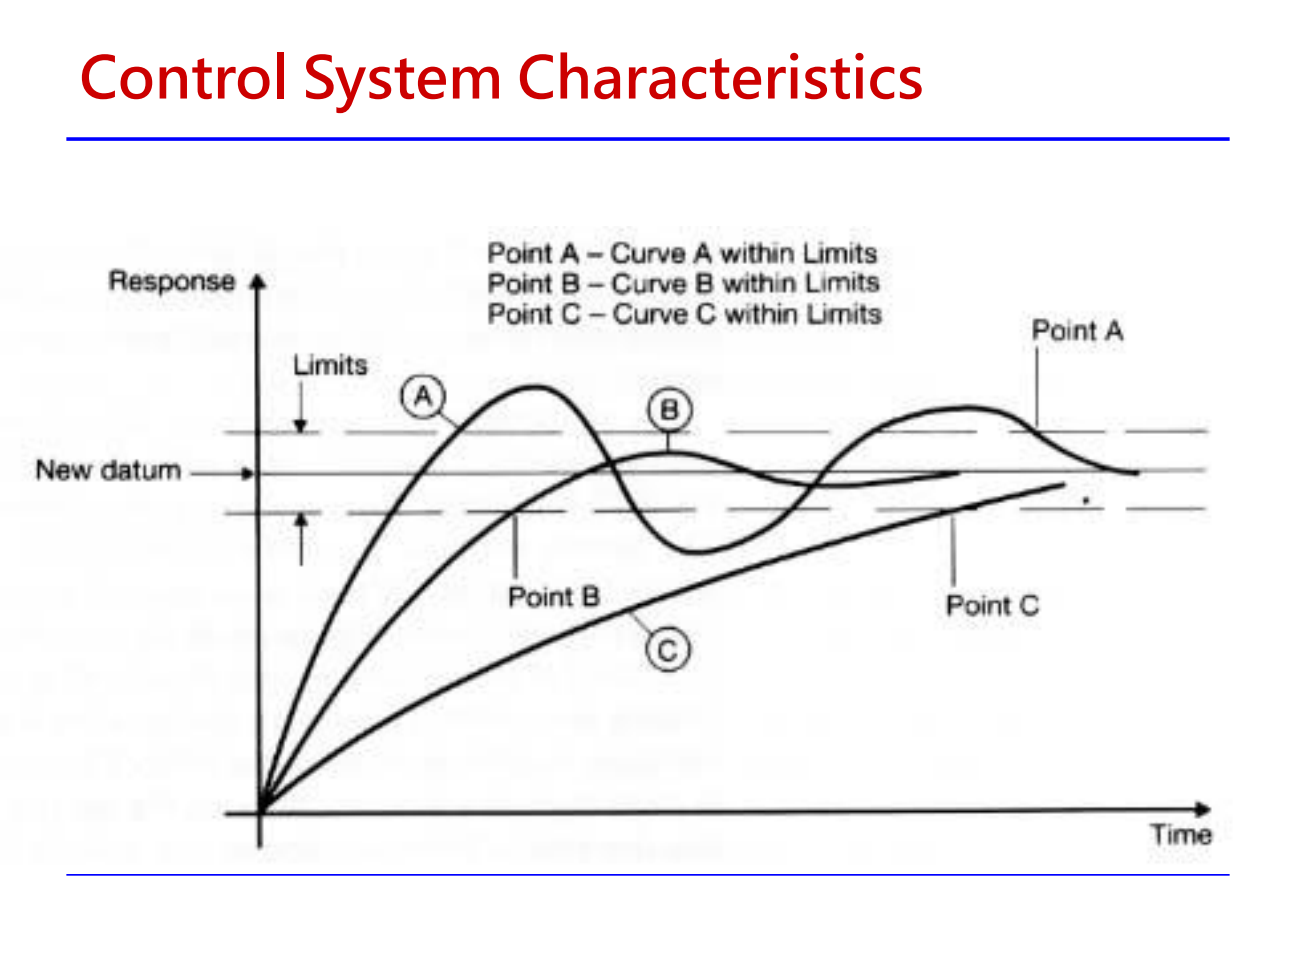 Control System Characteristics
Point A – Curve A within Limits
Point B – Curve B within Limits
Point C – Curve C within Limits
Response
Point A
Limits
A
B
New datum
Point B
Point C
C
Time